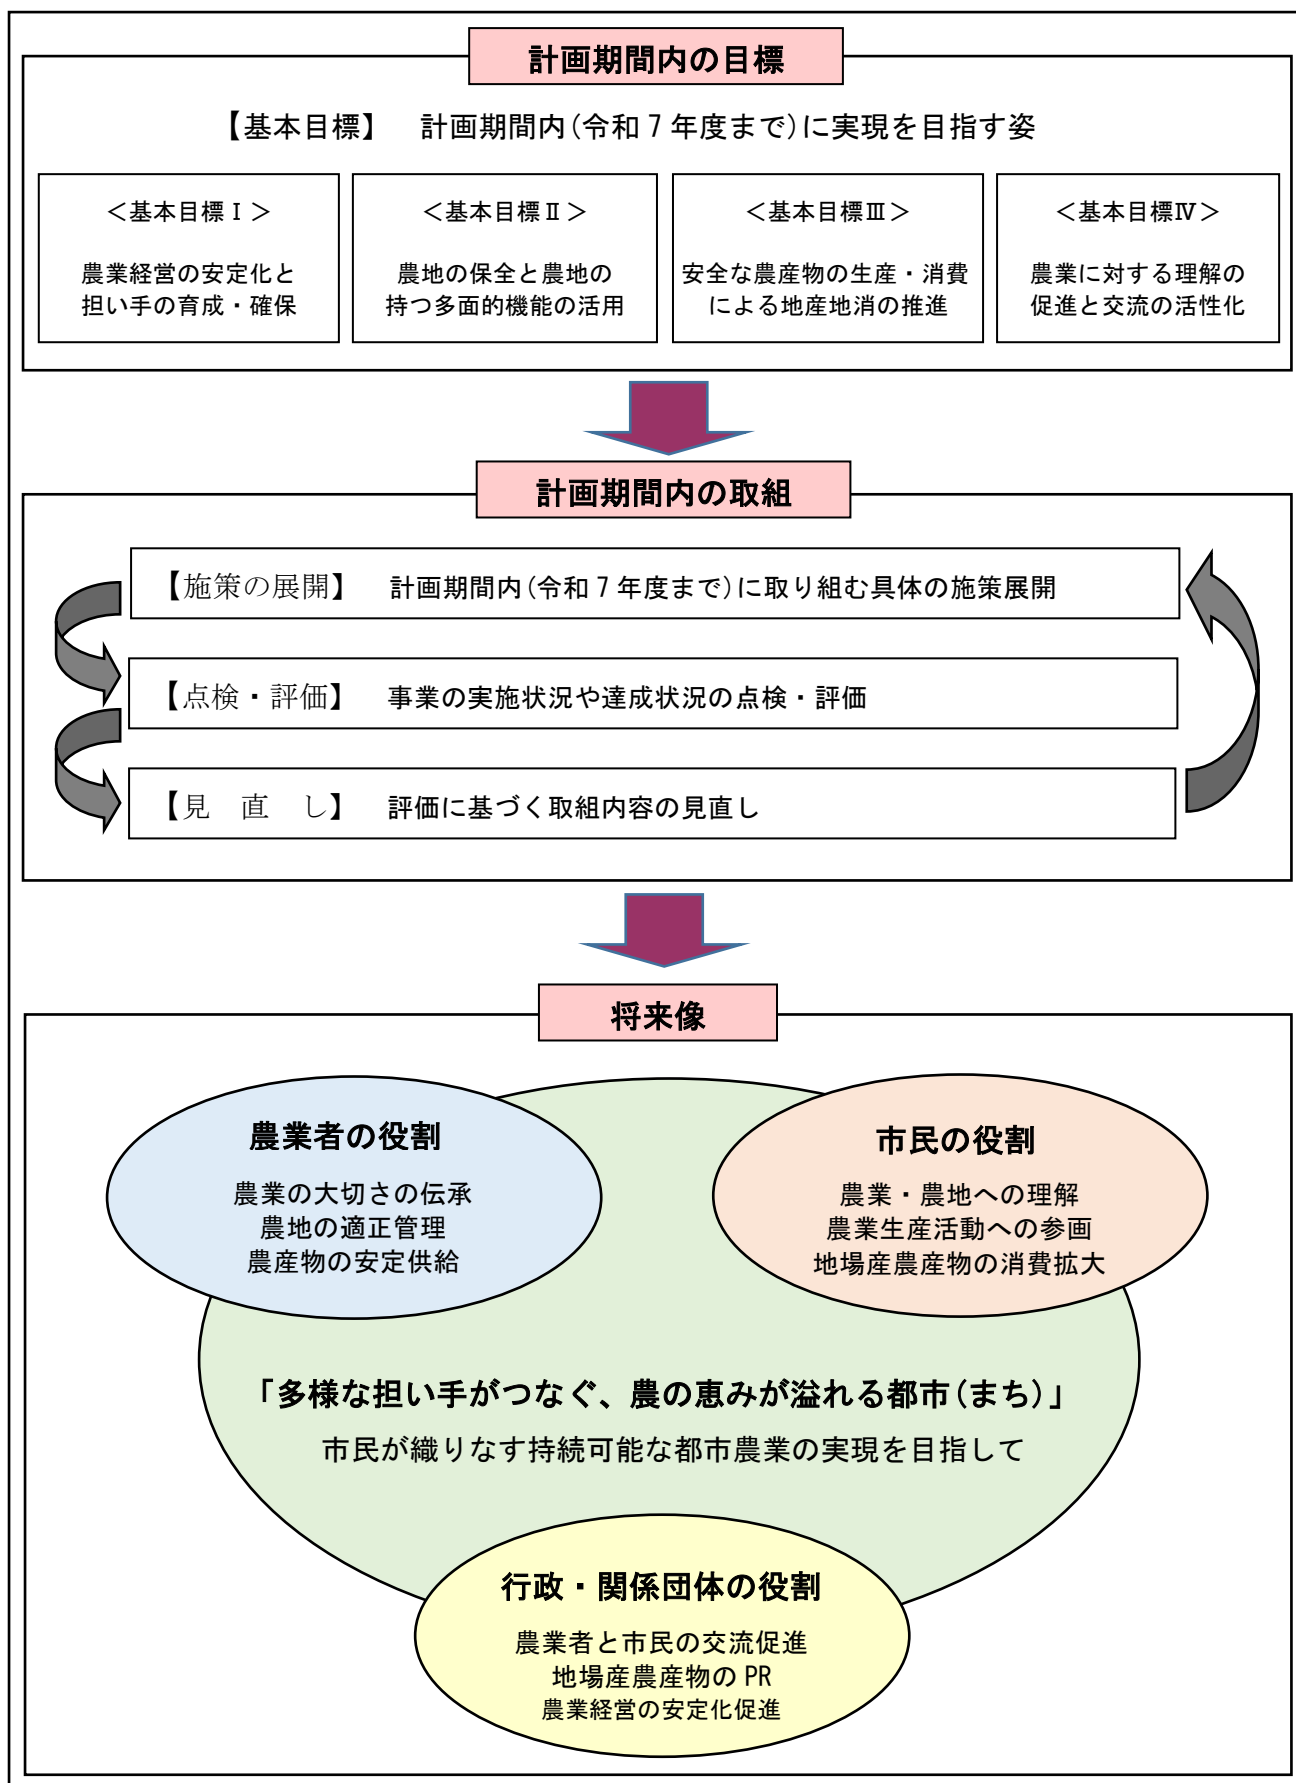 計画期間内の目標
【基本目標】　計画期間内(令和７年度まで)に実現を目指す姿
＜基本目標Ⅰ＞
農業経営の安定化と
担い手の育成・確保
＜基本目標Ⅱ＞
農地の保全と農地の
持つ多面的機能の活用
＜基本目標Ⅲ＞
安全な農産物の生産・消費
による地産地消の推進
＜基本目標Ⅳ＞
農業に対する理解の
促進と交流の活性化
計画期間内の取組
【施策の展開】　計画期間内(令和７年度まで)に取り組む具体の施策展開
【点検・評価】　事業の実施状況や達成状況の点検・評価
【見　直　し】　評価に基づく取組内容の見直し
将来像
農業者の役割
農業の大切さの伝承
農地の適正管理
農産物の安定供給
市民の役割
農業・農地への理解
農業生産活動への参画
地場産農産物の消費拡大
「多様な担い手がつなぐ、農の恵みが溢れる都市(まち)」
市民が織りなす持続可能な都市農業の実現を目指して
行政・関係団体の役割
農業者と市民の交流促進
地場産農産物の PR
農業経営の安定化促進